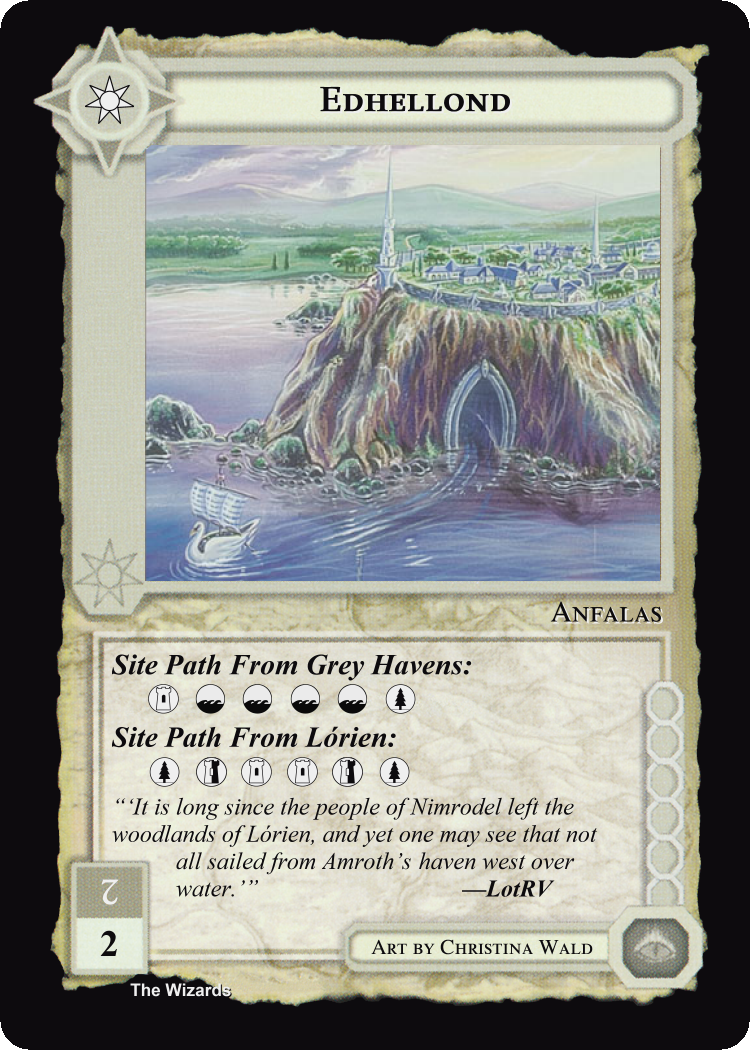 Edhellond
Anfalas
Site Path From Grey Havens:
Site Path From Lórien:
“‘It is long since the people of Nimrodel left the
woodlands of Lórien, and yet one may see that not
all sailed from Amroth’s haven west over
water.’” —LotRV
2
2
Art by Christina Wald
The Wizards